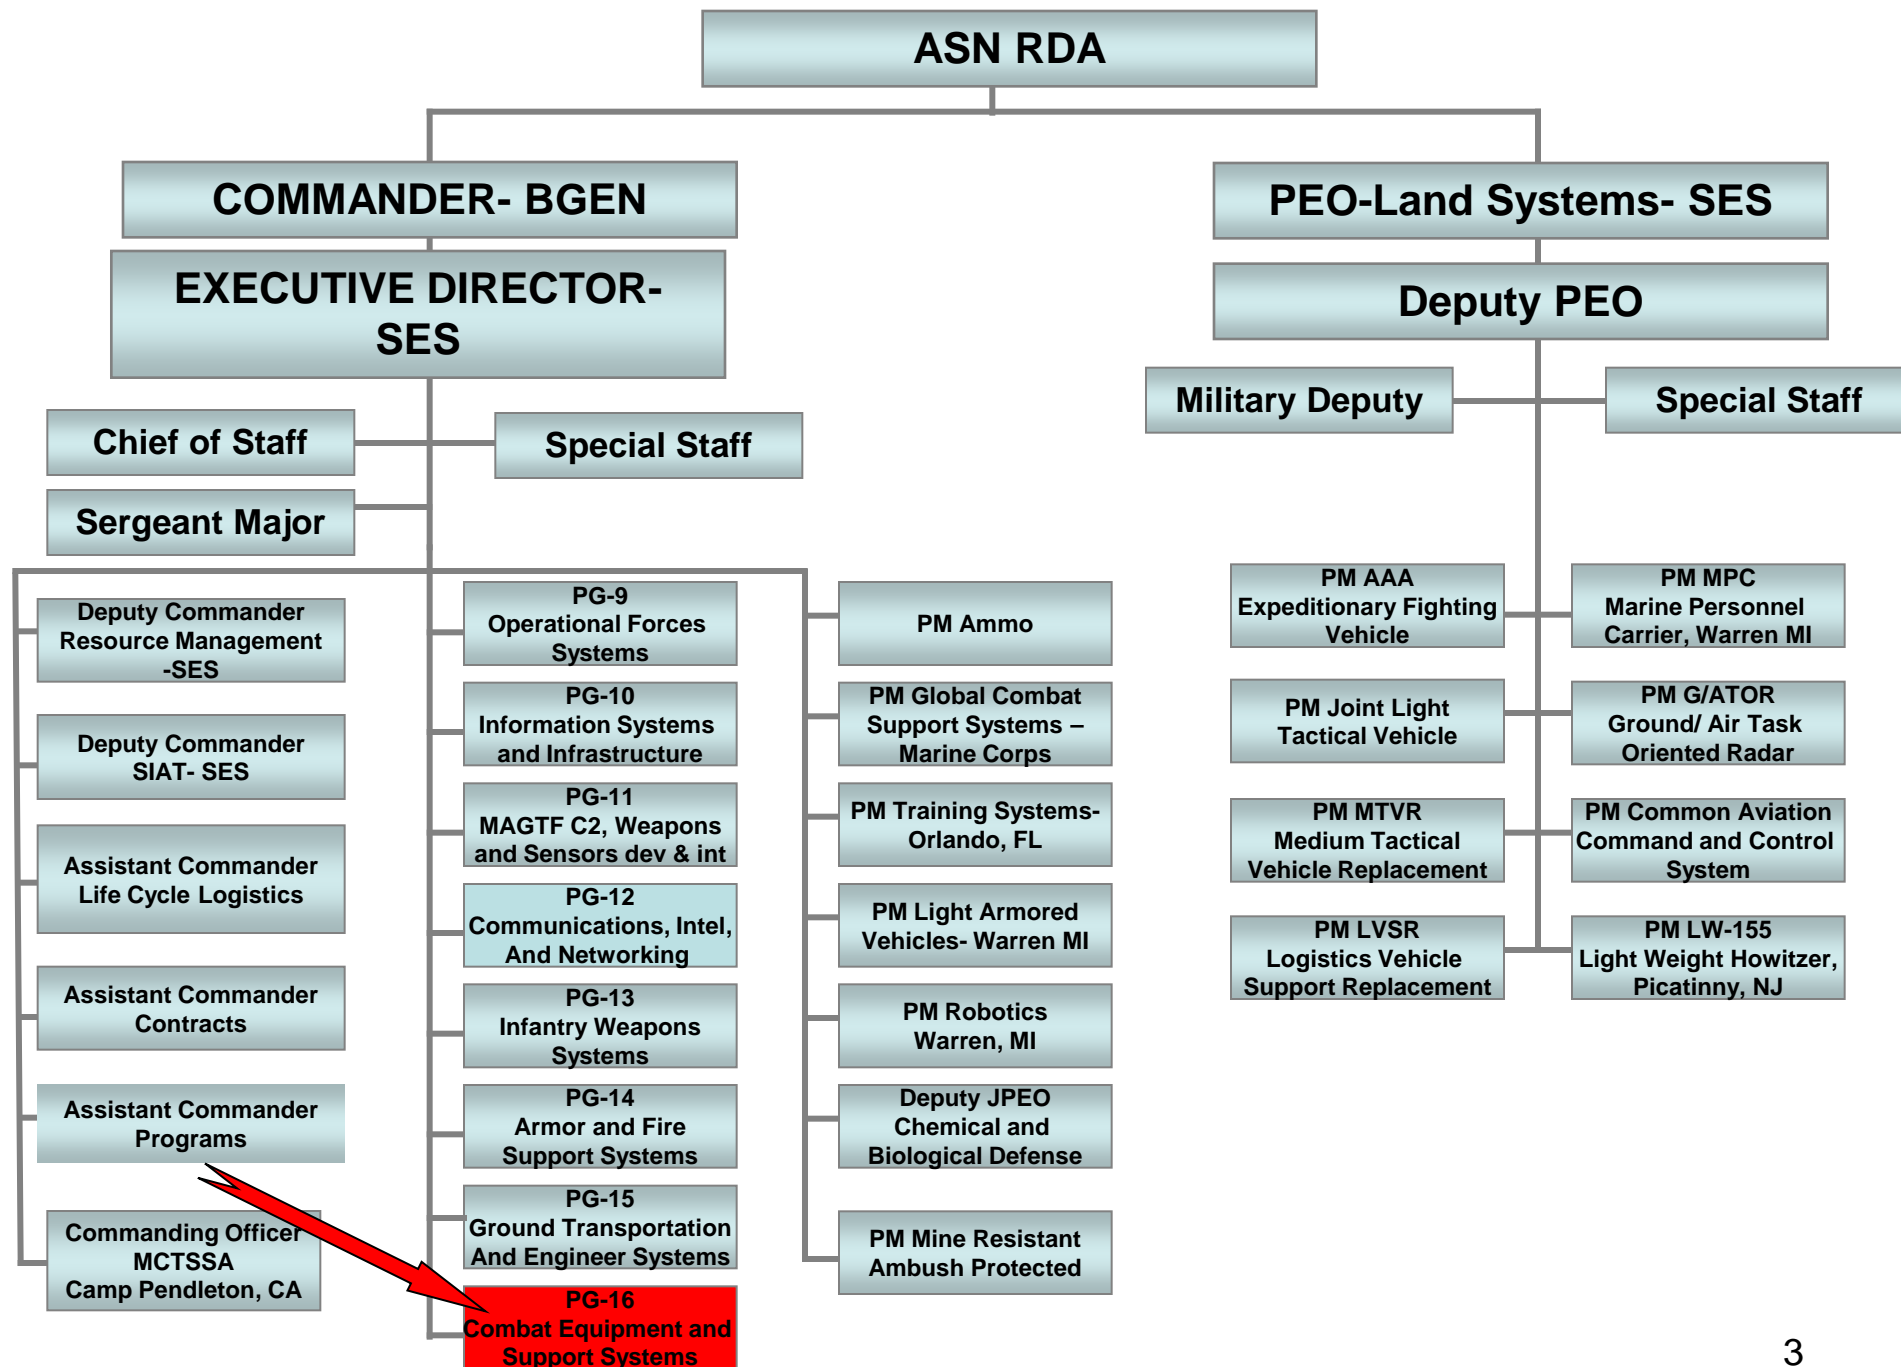 ASN RDA
COMMANDER- BGEN
EXECUTIVE DIRECTOR-
SES
Chief of Staff
Special Staff
Sergeant Major
Deputy Commander
Resource Management
-SES
Deputy Commander
SIAT- SES
Assistant Commander
Life Cycle Logistics
Assistant Commander
Contracts
Assistant Commander
Programs
Commanding Officer
MCTSSA
Camp Pendleton, CA
PG-9
Operational Forces
Systems
PG-10
Information Systems
and Infrastructure
PG-11
MAGTF C2, Weapons
and Sensors dev & int
PG-12
Communications, Intel,
And Networking
PG-13
Infantry Weapons
Systems
PG-14
Armor and Fire
Support Systems
PG-15
Ground Transportation
And Engineer Systems
PG-16
Combat Equipment and
Support Systems
PM Ammo
PM Global Combat
Support Systems –
Marine Corps
PM Training Systems-
Orlando, FL
PM Light Armored
Vehicles- Warren MI
PM Robotics
Warren, MI
Deputy JPEO
Chemical and
Biological Defense
PM Mine Resistant
Ambush Protected
PEO-Land Systems- SES
Deputy PEO
Military Deputy
Special Staff
PM AAA
Expeditionary Fighting
Vehicle
PM MPC
Marine Personnel
Carrier, Warren MI
PM Joint Light
Tactical Vehicle
PM G/ATOR
Ground/ Air Task
Oriented Radar
PM MTVR
Medium Tactical
Vehicle Replacement
PM Common Aviation
Command and Control
System
PM LVSR
Logistics Vehicle
Support Replacement
PM LW-155
Light Weight Howitzer,
Picatinny, NJ
3